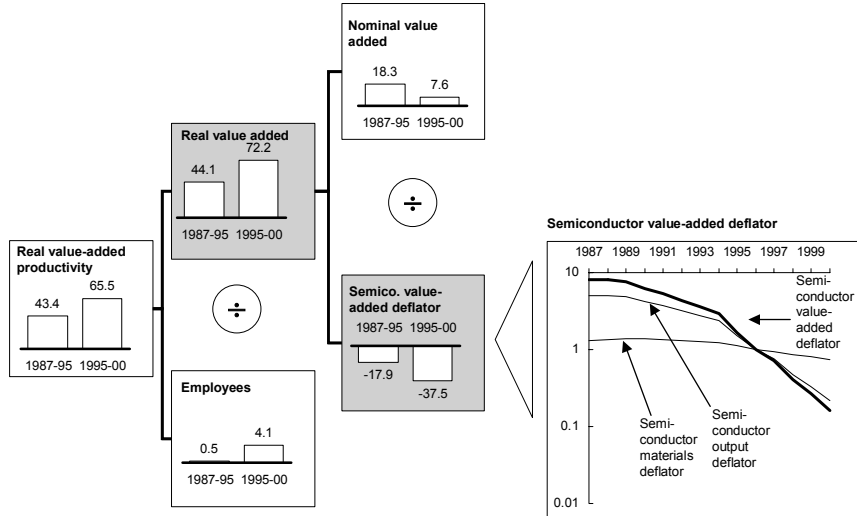 Nominal value
added
18.3
7.6
1987-95 1995-00
Real value added
44.1
72.2
1987-95 1995-00
÷
Real value-added
productivity
43.4
65.5
1987-95 1995-00
÷
Semico. value-
added deflator
1987-95 1995-00
-17.9
-37.5
Employees
0.5
4.1
1987-95 1995-00
Semiconductor value-added deflator
1987 1989 1991 1993 1995 1997 1999
10
1
0.1
0.01
Semi-
conductor
value-
added
deflator
Semi-
conductor
materials
deflator
Semi-
conductor
output
deflator